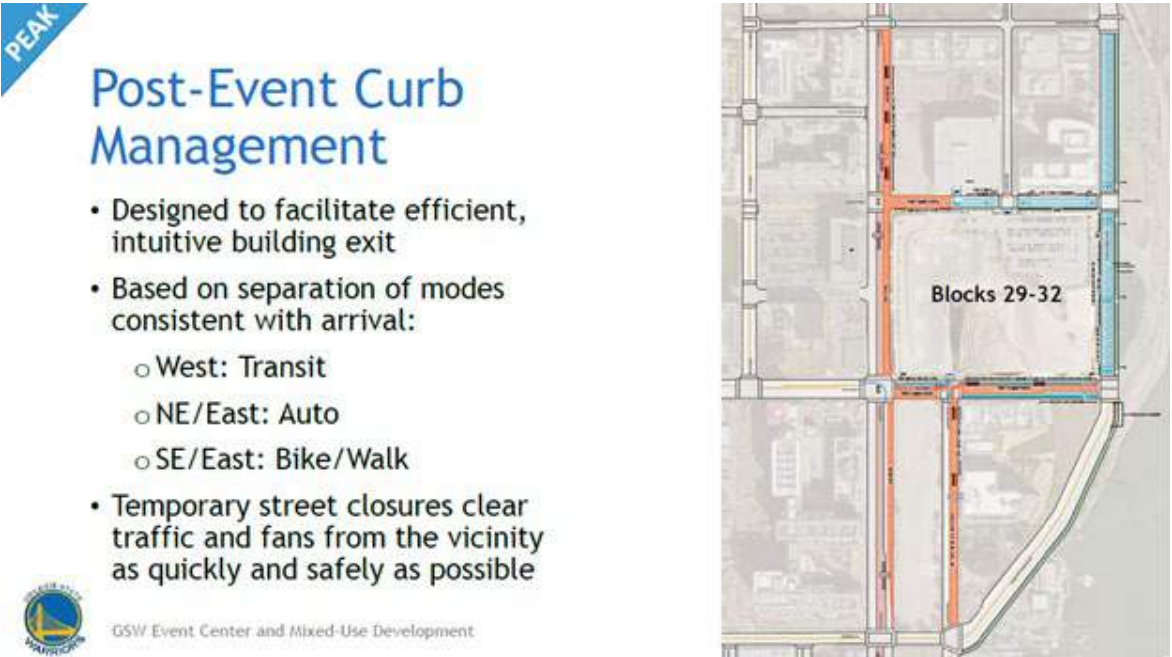 PEAK
Post-Event Curb
Management
• Designed to facilitate efficient,
intuitive building exit
• Based on separation of modes
consistent with arrival:
o West: Transit
o NE/East: Auto
o SE/East: Bike/Walk
• Temporary street closures clear
traffic and fans from the vicinity
as quickly and safely as possible
WARRIORS
GSW Event Center and Mixed-Use Development
Blocks 29-32